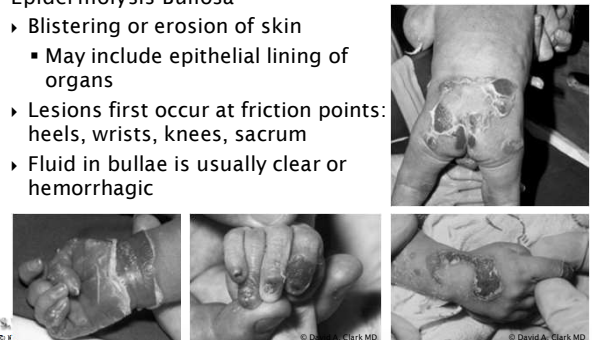 Epidermolysis Bullosa
▸ Blistering or erosion of skin
▪ May include epithelial lining of
organs
▸ Lesions first occur at friction points:
heels, wrists, knees, sacrum
▸ Fluid in bullae is usually clear or
hemorrhagic
© David A. Clark MD
© David A. Clark MD